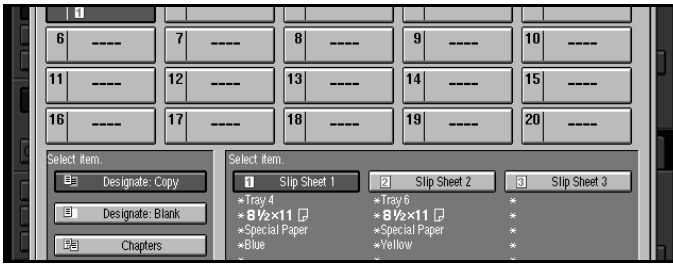 1
6 ---- 7 ---- 8 ---- 9 ---- 10 ----
11 ---- 12 ---- 13 ---- 14 ---- 15 ----
16 ---- 17 ---- 18 ---- 19 ---- 20 ----
Select item. Select item.
Designate: Copy 1 Slip Sheet 1 2 Slip Sheet 2 3 Slip Sheet 3
*Tray 4 *Tray 6 *
Designate: Blank *8½×11 *8½×11 *
*Special Paper *Special Paper *
Chapters *Blue *Yellow *
* * *